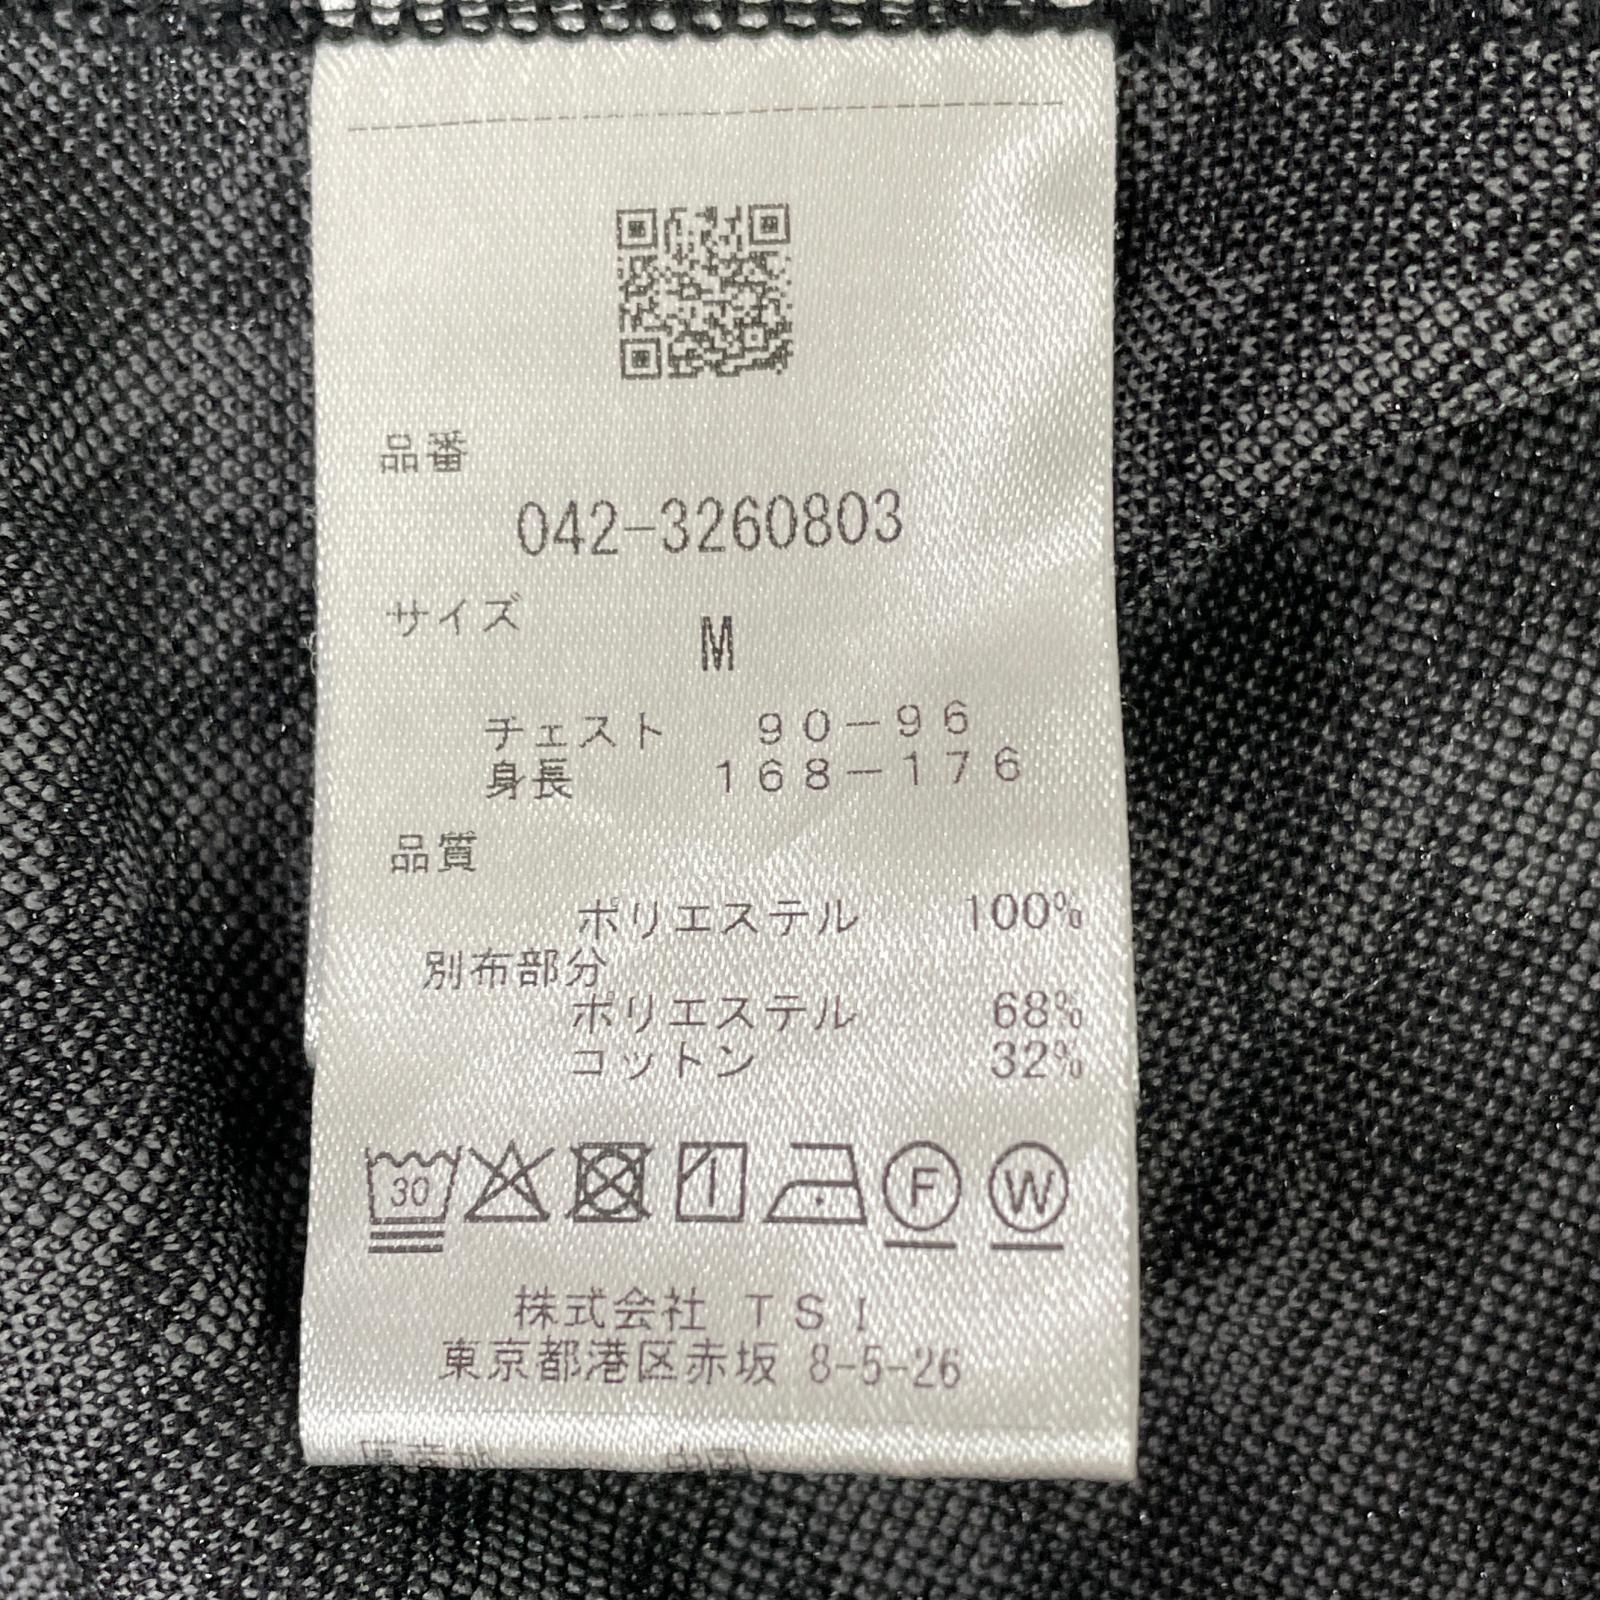 品番
042-3260803
サイズ
M
チェスト 90-96
身長 168-176
品質
ポリエステル 100%
別布部分
ポリエステル 68%
コットン 32%
30 F W
株式会社 TSI
東京都港区赤坂 8-5-26